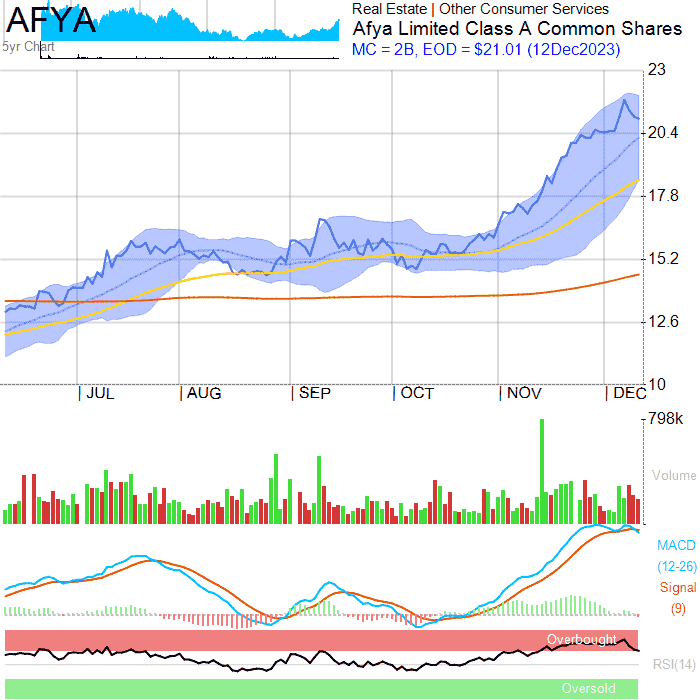 AFYA
5yr Chart
Real Estate | Other Consumer Services
Afya Limited Class A Common Shares
MC = 2B, EOD = $21.01 (12Dec2023)
23
20.4
17.8
15.2
12.6
10
| JUL | AUG | SEP | OCT | NOV | DEC
798k
Volume
MACD
(12-26)
Signal
(9)
Overbought
RSI(14)
Oversold